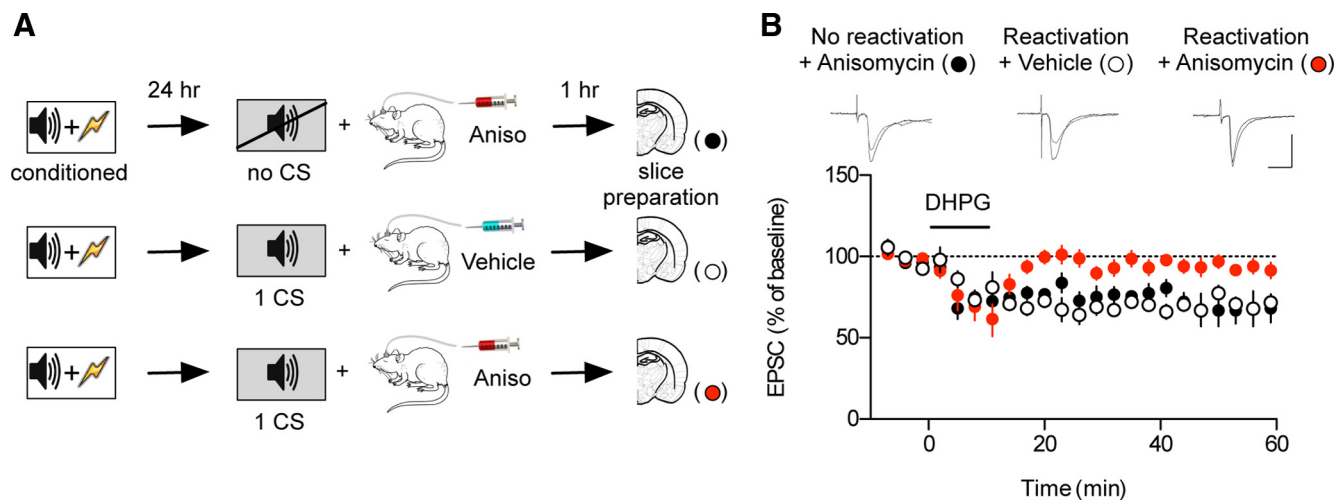 A
24 hr
1 hr
conditioned
no CS
+
Aniso
( )
slice
preparation
1 CS
+
Vehicle
( )
1 CS
+
Aniso
( )
B
No reactivation
+ Anisomycin ( )
Reactivation
+ Vehicle ( )
Reactivation
+ Anisomycin ( )
150
100
50
0
EPSC (% of baseline)
DHPG
0 20 40 60
Time (min)